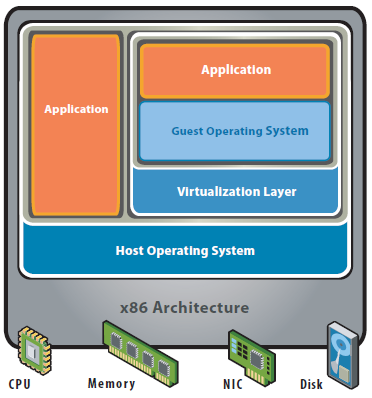 Application
Application
Guest Operating System
Virtualization Layer
Host Operating System
x86 Architecture
CPU
Memory
NIC
Disk